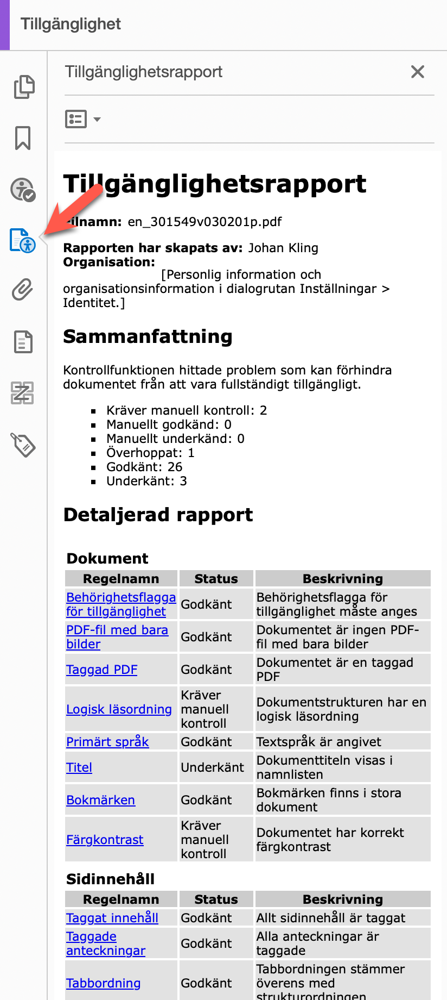 Tillgänglighet
Tillgänglighetsrapport
Tillgänglighetsrapport
Filnamn: en_301549v030201p.pdf
Rapporten har skapats av: Johan Kling
Organisation:
[Personlig information och
organisationsinformation i dialogrutan Inställningar >
Identitet.]
Sammanfattning
Kontrollfunktionen hittade problem som kan förhindra
dokumentet från att vara fullständigt tillgängligt.
Kräver manuell kontroll: 2
Manuellt godkänd: 0
Manuellt underkänd: 0
Överhoppat: 1
Godkänt: 26
Underkänt: 3
Detaljerad rapport
Dokument
Regelnamn Status Beskrivning
Behörighetsflagga för tillgänglighet Godkänt Behörighetsflagga för tillgänglighet måste anges
PDF-fil med bara bilder Godkänt Dokumentet är ingen PDF-fil med bara bilder
Taggad PDF Godkänt Dokumentet är en taggad PDF
Logisk läsordning Kräver manuell kontroll Dokumentstrukturen har en logisk läsordning
Primärt språk Godkänt Textspråk är angivet
Titel Underkänt Dokumenttiteln visas i namnlisten
Bokmärken Godkänt Bokmärken finns i stora dokument
Färgkontrast Kräver manuell kontroll Dokumentet har korrekt färgkontrast
Sidinnehåll
Regelnamn Status Beskrivning
Taggat innehåll Godkänt Allt sidinnehåll är taggat
Taggade anteckningar Godkänt Alla anteckningar är taggade
Tabbordning Godkänt Tabbordningen stämmer överens med strukturordningen